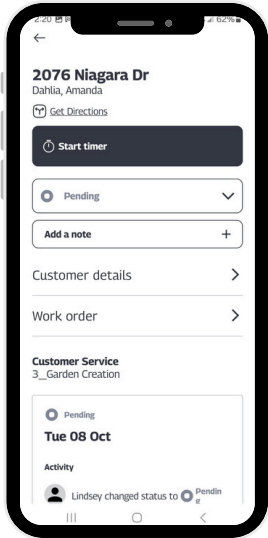 2:20
62%
2076 Niagara Dr
Dahlia, Amanda
Get Directions
Start timer
Pending
Add a note
Customer details
Work order
Customer Service
3_Garden Creation
Pending
Tue 08 Oct
Activity
Lindsey changed status to Pendin
g